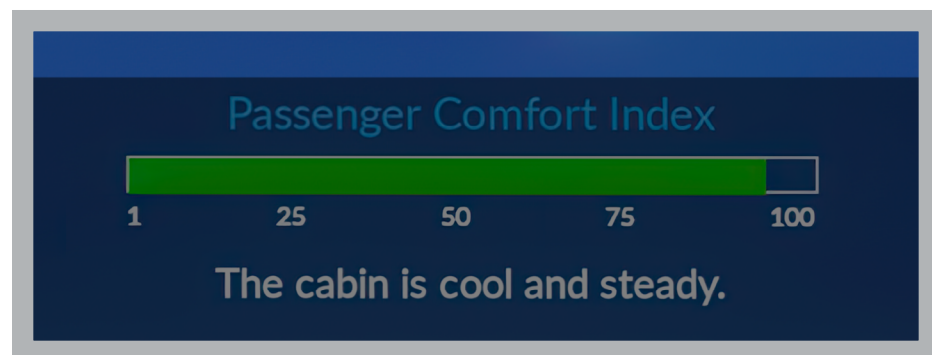 Passenger Comfort Index
1 25 50 75 100
The cabin is cool and steady.